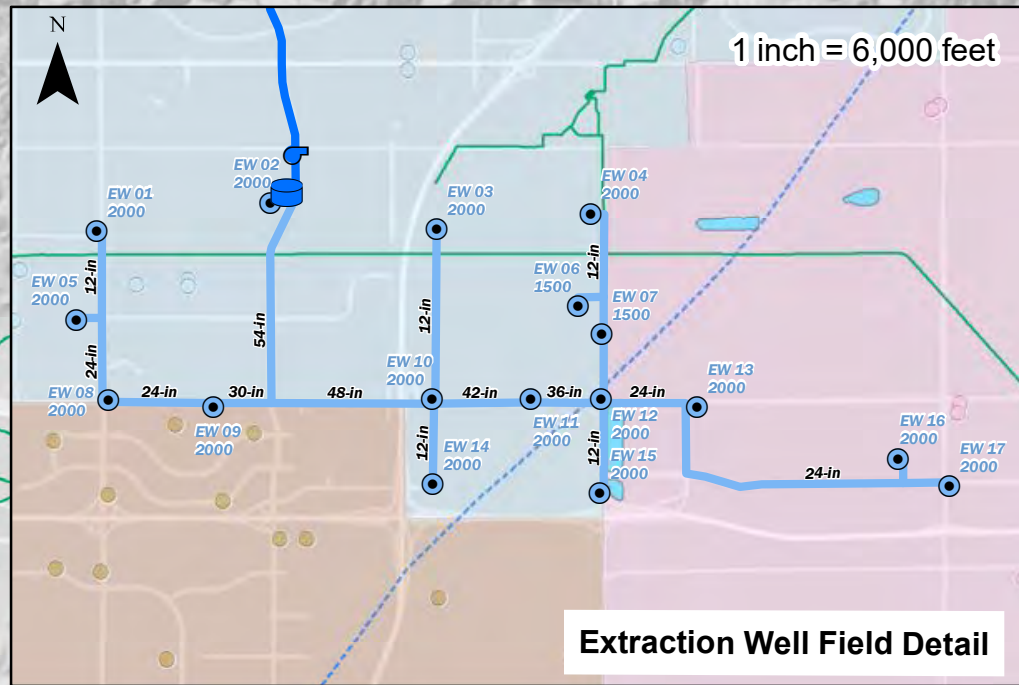 N
1 inch = 6,000 feet
EW 02
2000
EW 01
2000
EW 03
2000
EW 04
2000
12-in
EW 05
2000
12-in
EW 06
1500
EW 07
1500
12-in
54-in
24-in
EW 08
2000
24-in
EW 09
2000
30-in
48-in
EW 10
2000
42-in
EW 11
2000
36-in
EW 12
2000
24-in
EW 13
2000
12-in
EW 14
2000
12-in
EW 15
2000
24-in
EW 16
2000
EW 17
2000
Extraction Well Field Detail